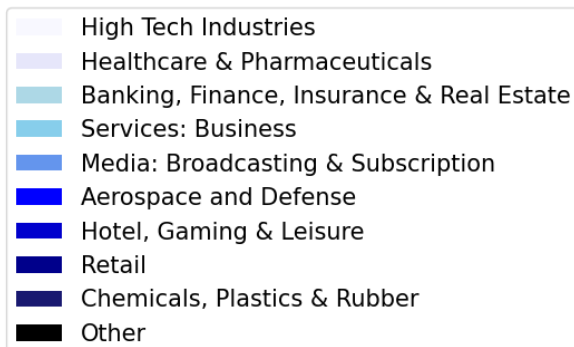 High Tech Industries
Healthcare & Pharmaceuticals
Banking, Finance, Insurance & Real Estate
Services: Business
Media: Broadcasting & Subscription
Aerospace and Defense
Hotel, Gaming & Leisure
Retail
Chemicals, Plastics & Rubber
Other